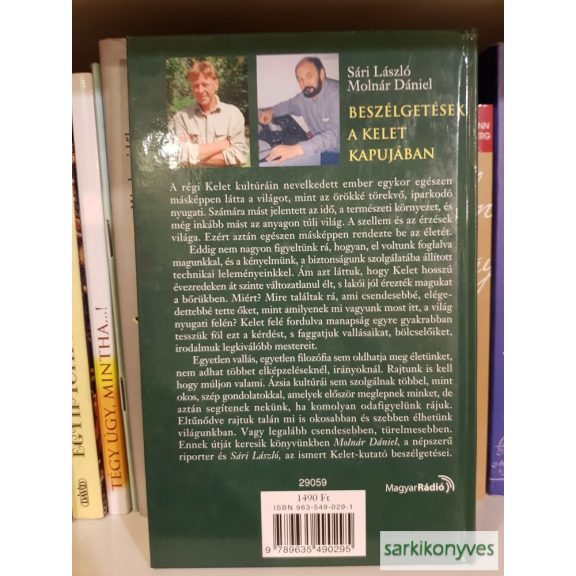 Sári László
Molnár Dániel
BESZÉLGETÉSEK
A KELET
KAPUJÁBAN
A régi Kelet kultúráin nevelkedett ember egykor egészen
másképpen látta a világot, mint az örökké törekvő, iparkodó
nyugati. Számára mást jelentett az idő, a természeti környezet, és
még inkább mást az anyagon túli világ. A szellem és az érzések
világa. Ezért aztán egészen másképpen rendezte be az életét.
Eddig nem nagyon figyeltünk rá, hogyan, el voltunk foglalva
magunkkal, és a kényelmünk, a biztonságunk szolgálatába állított
technikai leleményeinkkel. Ám azt láttuk, hogy Kelet hosszú
évezredeken át szinte változatlanul élt, s lakói jól érezték magukat
a bőrükben. Miért? Mire találtak rá, ami csendesebbé, elége-
dettebbé tette őket, mint amilyenek mi vagyunk most itt, a világ
nyugati felén? Kelet felé fordulva manapság egyre gyakrabban
tesszük föl ezt a kérdést, s faggatjuk vallásaikat, bölcselőiket,
irodalmuk legkiválóbb mestereit.
Egyetlen vallás, egyetlen filozófia sem oldhatja meg életünket,
nem adhat többet elképzeléseknél, irányoknál. Rajtunk is kell
hogy múljon valami. Ázsia kultúrái sem szolgálnak többel, mint
okos, szép gondolatokkal, amelyek először meglepnek minket, de
aztán segítenek nekünk, ha komolyan odafigyelünk rájuk.
Eltűnődve rajtuk talán mi is okosabban és szebben élhetünk
világunkban. Vagy legalább csendesebben, türelmesebben.
Ennek útját keresik könyvünkben Molnár Dániel, a népszerű
riporter és Sári László, az ismert Kelet-kutató beszélgetései.
29059
1490 Ft
ISBN 963-549-029-1
9 789635 490295
MagyarRádió
TÉGY ÚGY, MINTHA...!
sarkikonyves